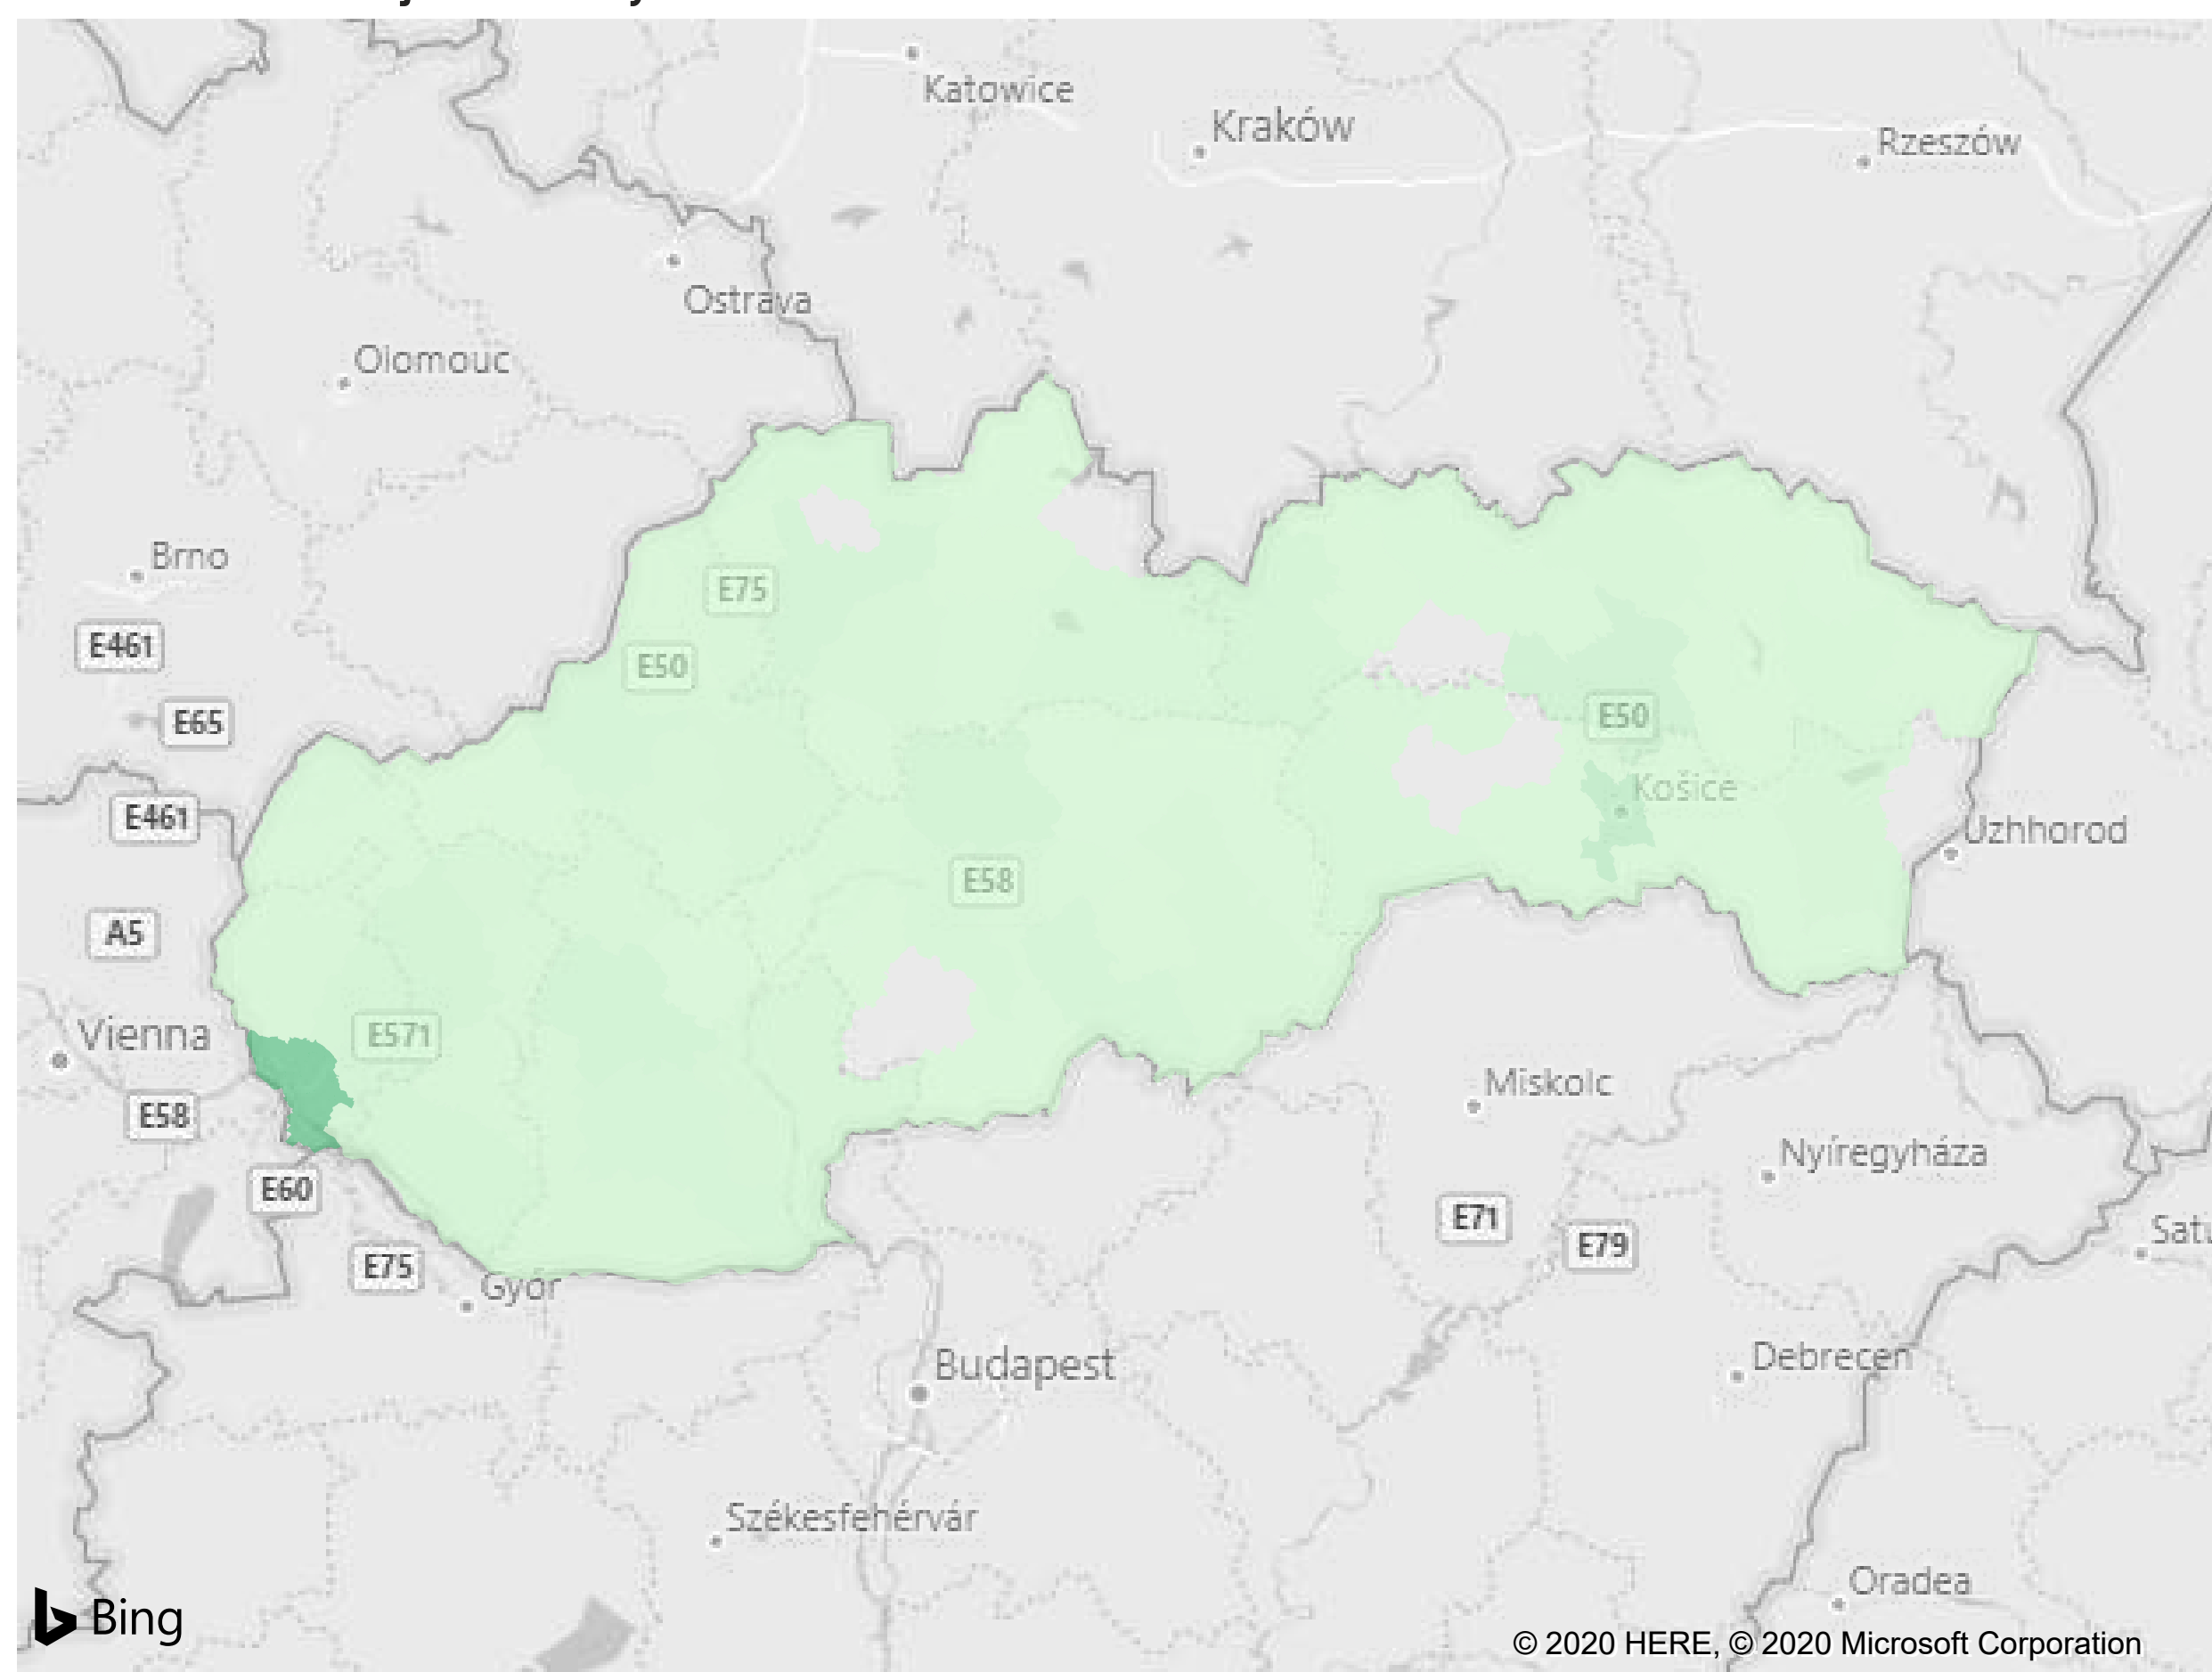 Katowice
Kraków
Rzeszów
Ostrava
Olomouc
Brno
E75
E461
E50
E65
E50
Košice
E461
Uzhhorod
E58
A5
Vienna
E571
Miskolc
E58
Nyíregyháza
E60
E71
E79
E75
Győr
Debrecen
Budapest
Székesfehérvár
Oradea
Bing
© 2020 HERE, © 2020 Microsoft Corporation